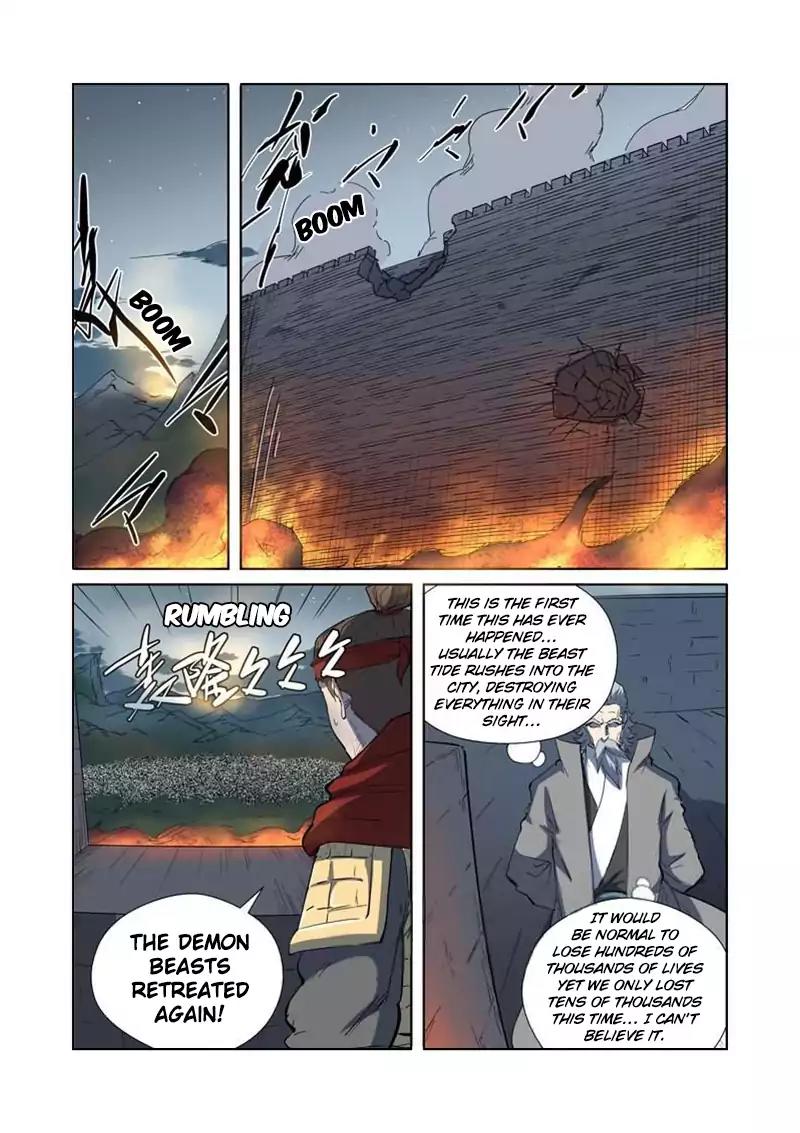 BOOM
BOOM
RUMBLING
轰隆
THE DEMON
BEASTS
RETREATED
AGAIN!
THIS IS THE FIRST
TIME THIS HAS EVER
HAPPENED...
USUALLY THE BEAST
TIDE RUSHES INTO THE
CITY, DESTROYING
EVERYTHING IN THEIR
SIGHT...
IT WOULD
BE NORMAL TO
LOSE HUNDREDS OF
THOUSANDS OF LIVES
YET WE ONLY LOST
TENS OF THOUSANDS
THIS TIME... I CAN'T
BELIEVE IT.